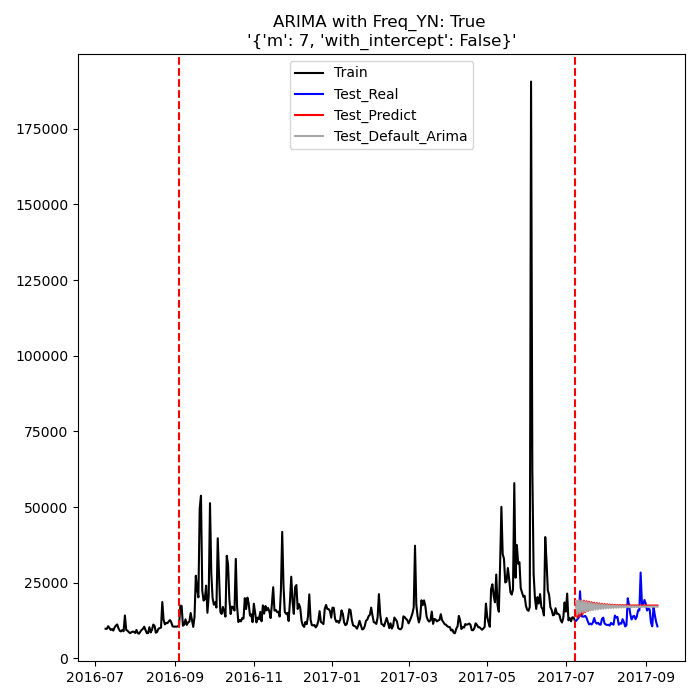 ARIMA with Freq_YN: True
'{'m': 7, 'with_intercept': False}'
Train
Test_Real
Test_Predict
Test_Default_Arima
175000
150000
125000
100000
75000
50000
25000
0
2016-07
2016-09
2016-11
2017-01
2017-03
2017-05
2017-07
2017-09